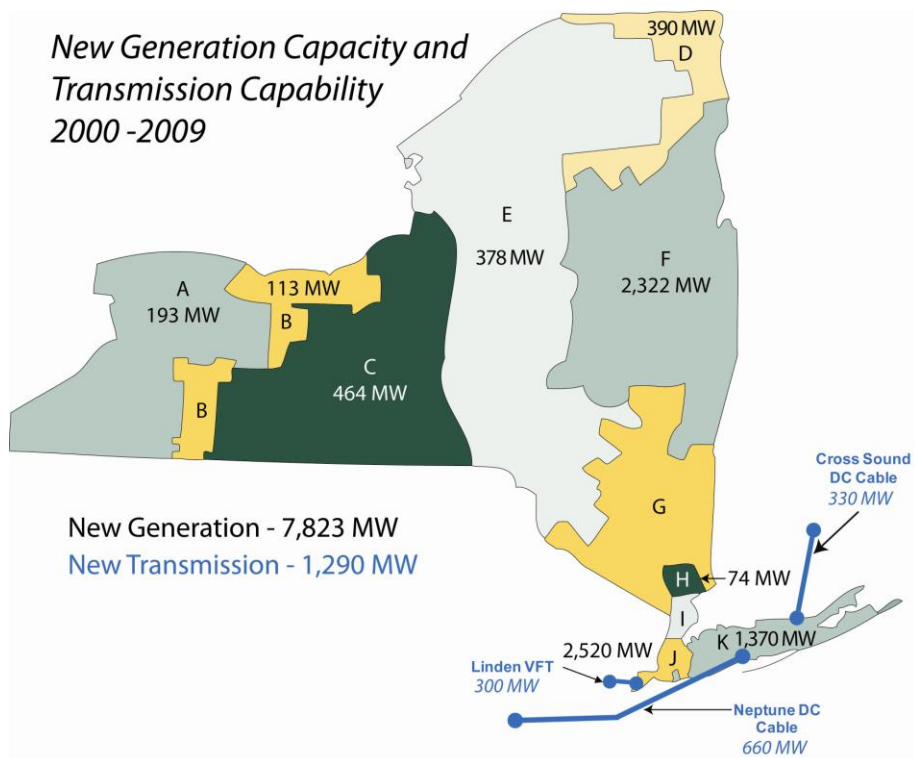 New Generation Capacity and
Transmission Capability
2000 -2009
390 MW
D
E
378 MW
F
2,322 MW
A
193 MW
113 MW
B
C
464 MW
B
G
Cross Sound
DC Cable
330 MW
New Generation - 7,823 MW
New Transmission - 1,290 MW
H
74 MW
I
K 1,370 MW
2,520 MW
J
Linden VFT
300 MW
Neptune DC
Cable
660 MW